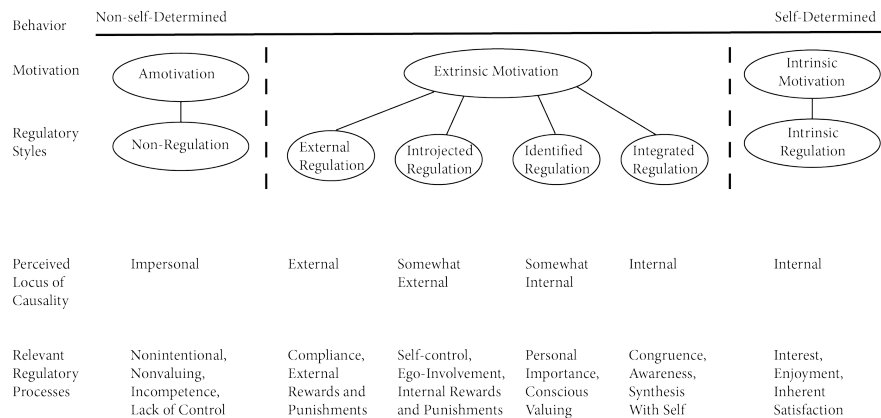 Behavior
Non-self-Determined
Self-Determined
Motivation
Amotivation
Extrinsic Motivation
Intrinsic
Motivation
Regulatory
Styles
Non-Regulation
External
Regulation
Introjected
Regulation
Identified
Regulation
Integrated
Regulation
Intrinsic
Regulation
Perceived
Locus of
Causality
Impersonal
External
Somewhat
External
Somewhat
Internal
Internal
Internal
Relevant
Regulatory
Processes
Nonintentional,
Nonvaluing,
Incompetence,
Lack of Control
Compliance,
External
Rewards and
Punishments
Self-control,
Ego-Involvement,
Internal Rewards
and Punishments
Personal
Importance,
Conscious
Valuing
Congruence,
Awareness,
Synthesis
With Self
Interest,
Enjoyment,
Inherent
Satisfaction